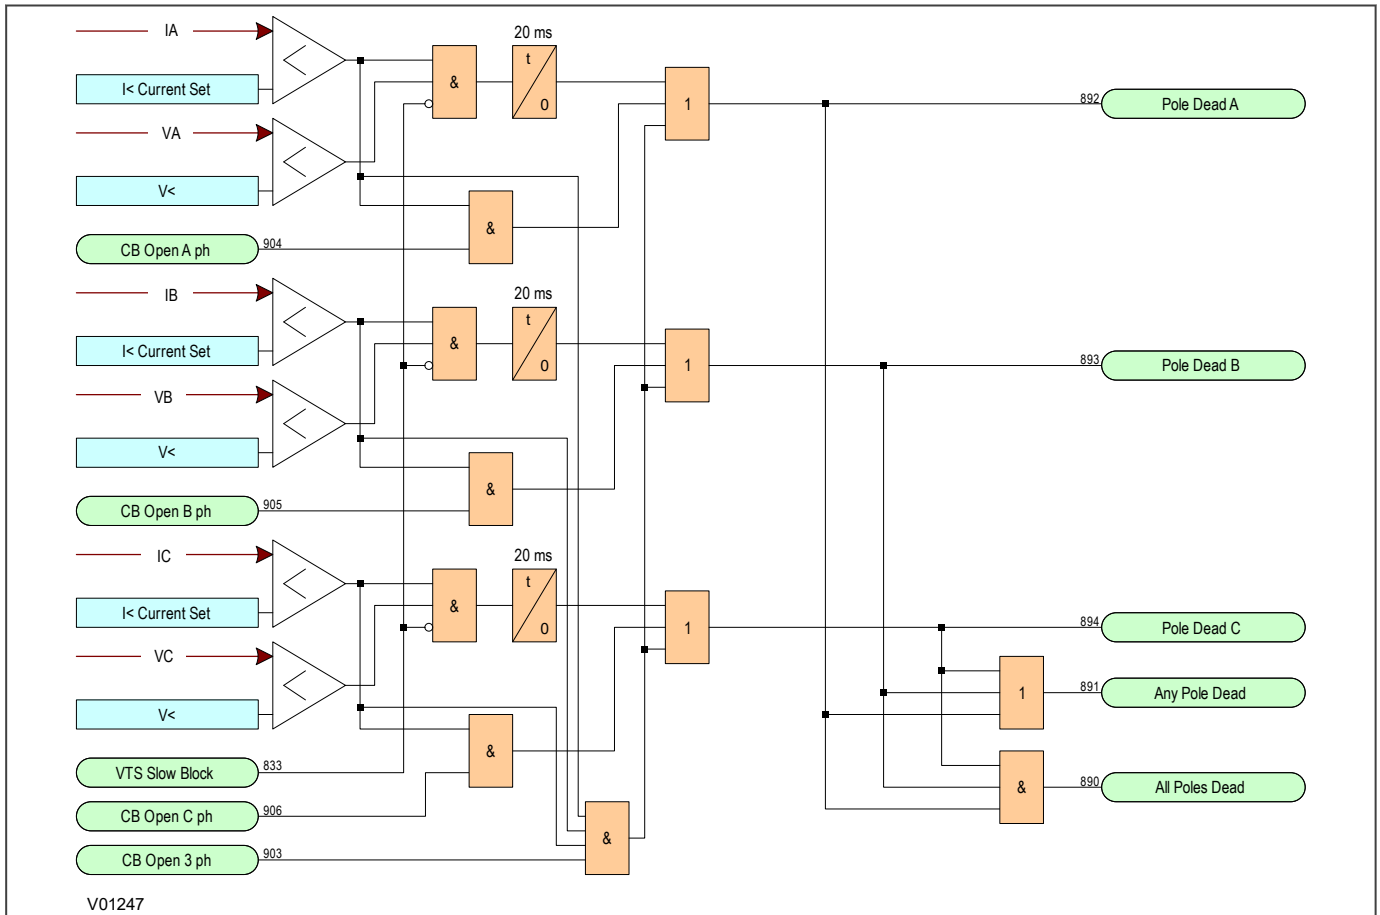 IA
20 ms
I< Current Set
&
t
0
1
892
Pole Dead A
VA
V<
&
CB Open A ph
904
IB
20 ms
I< Current Set
&
t
0
1
893
Pole Dead B
VB
V<
&
CB Open B ph
905
IC
20 ms
I< Current Set
&
t
0
1
894
Pole Dead C
VC
1
891
Any Pole Dead
V<
&
VTS Slow Block
833
&
890
All Poles Dead
CB Open C ph
906
&
CB Open 3 ph
903
V01247